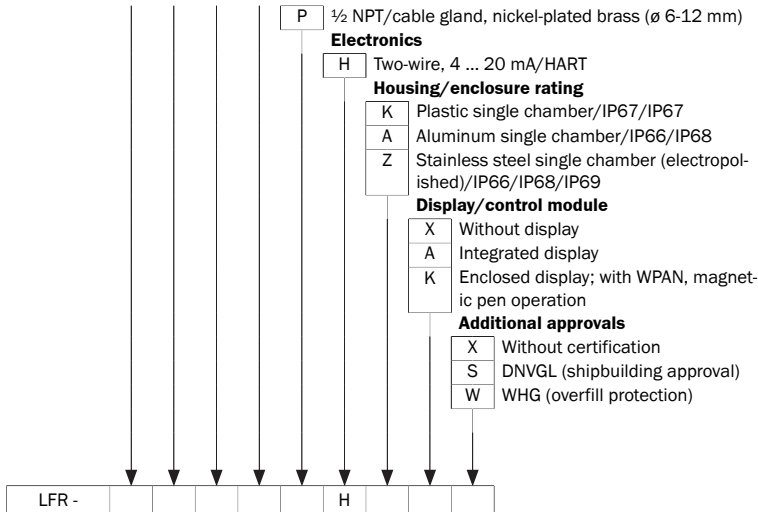 P ½ NPT/cable gland, nickel-plated brass (ø 6-12 mm)
Electronics
H Two-wire, 4 ... 20 mA/HART
Housing/enclosure rating
K Plastic single chamber/IP67/IP67
A Aluminum single chamber/IP66/IP68
Z Stainless steel single chamber (electropol-
ished)/IP66/IP68/IP69
Display/control module
X Without display
A Integrated display
K Enclosed display; with WPAN, magnet-
ic pen operation
Additional approvals
X Without certification
S DNVGL (shipbuilding approval)
W WHG (overfill protection)
LFR - H